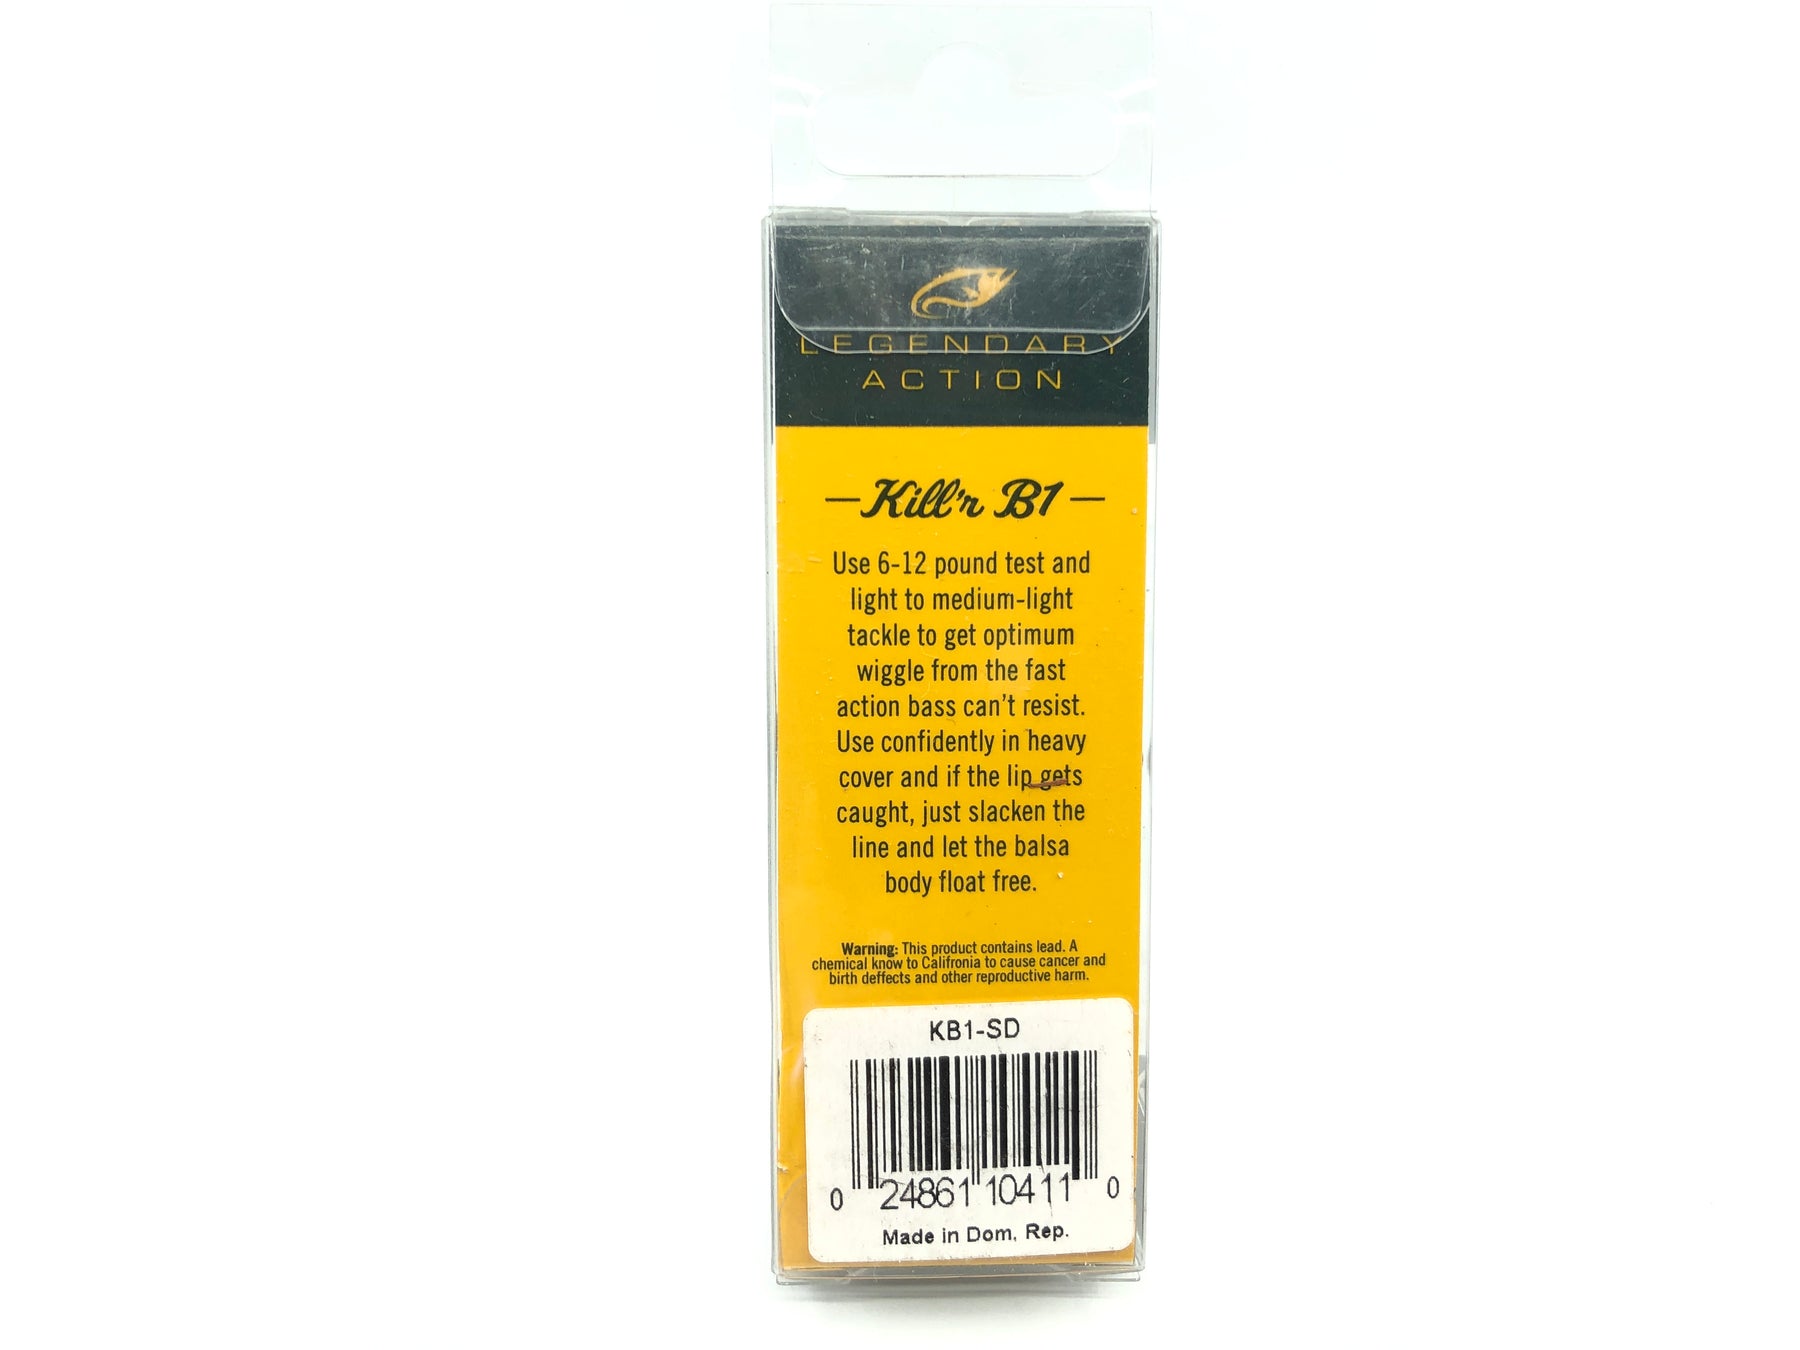 LEGENDARY
ACTION
Kill'r B1
Use 6-12 pound test and
light to medium-light
tackle to get optimum
wiggle from the fast
action bass can't resist.
Use confidently in heavy
cover and if the lip gets
caught, just slacken the
line and let the balsa
body float free.
Warning: This product contains lead. A
chemical know to Califronia to cause cancer and
birth deffects and other reproductive harm.
KB1-SD
0 24861 10411 0
Made in Dom. Rep.